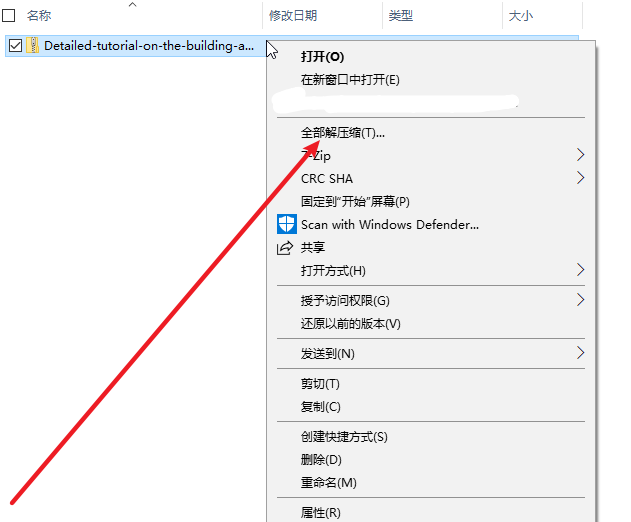 名称 修改日期 类型 大小
Detailed-tutorial-on-the-building-a...
打开(O)
在新窗口中打开(E)
全部解压缩(T)...
7-Zip
CRC SHA
固定到“开始”屏幕(P)
Scan with Windows Defender...
共享
打开方式(H)
授予访问权限(G)
还原以前的版本(V)
发送到(N)
剪切(T)
复制(C)
创建快捷方式(S)
删除(D)
重命名(M)
属性(R)